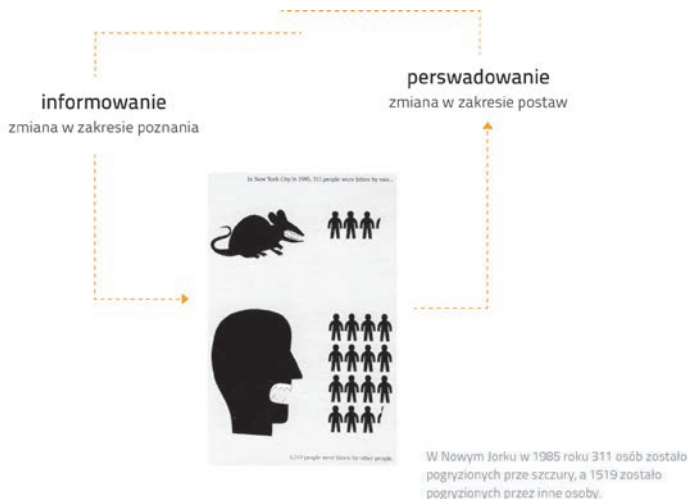 informowanie
zmiana w zakresie poznania
perswadowanie
zmiana w zakresie postaw
In New York City in 1985, 311 people were bitten by rats...
1,519 people were bitten by other people.
W Nowym Jorku w 1985 roku 311 osób zostało
pogryzionych prze szczury, a 1519 zostało
pogryzionych przez inne osoby.